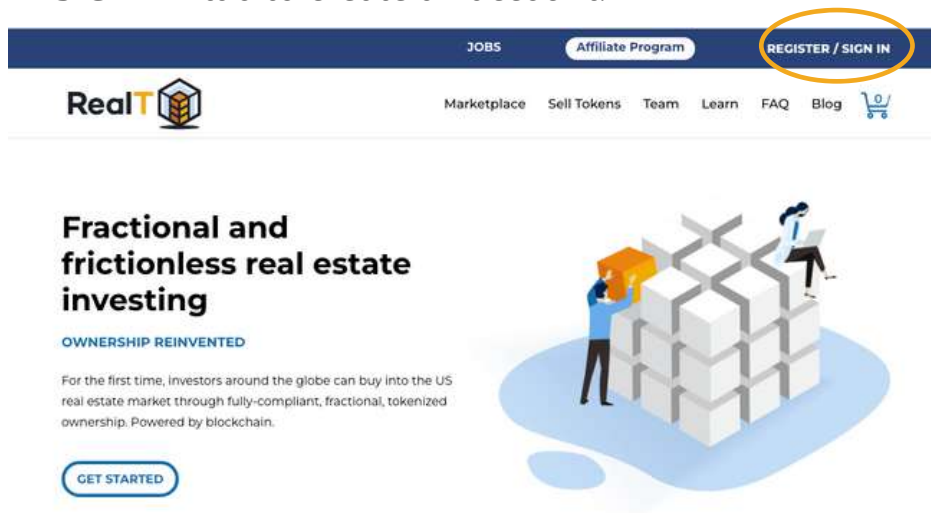 JOBS Affiliate Program REGISTER / SIGN IN
RealT Marketplace Sell Tokens Team Learn FAQ Blog 0
Fractional and
frictionless real estate
investing
OWNERSHIP REINVENTED
For the first time, investors around the globe can buy into the US
real estate market through fully-compliant, fractional, tokenized
ownership. Powered by blockchain.
GET STARTED